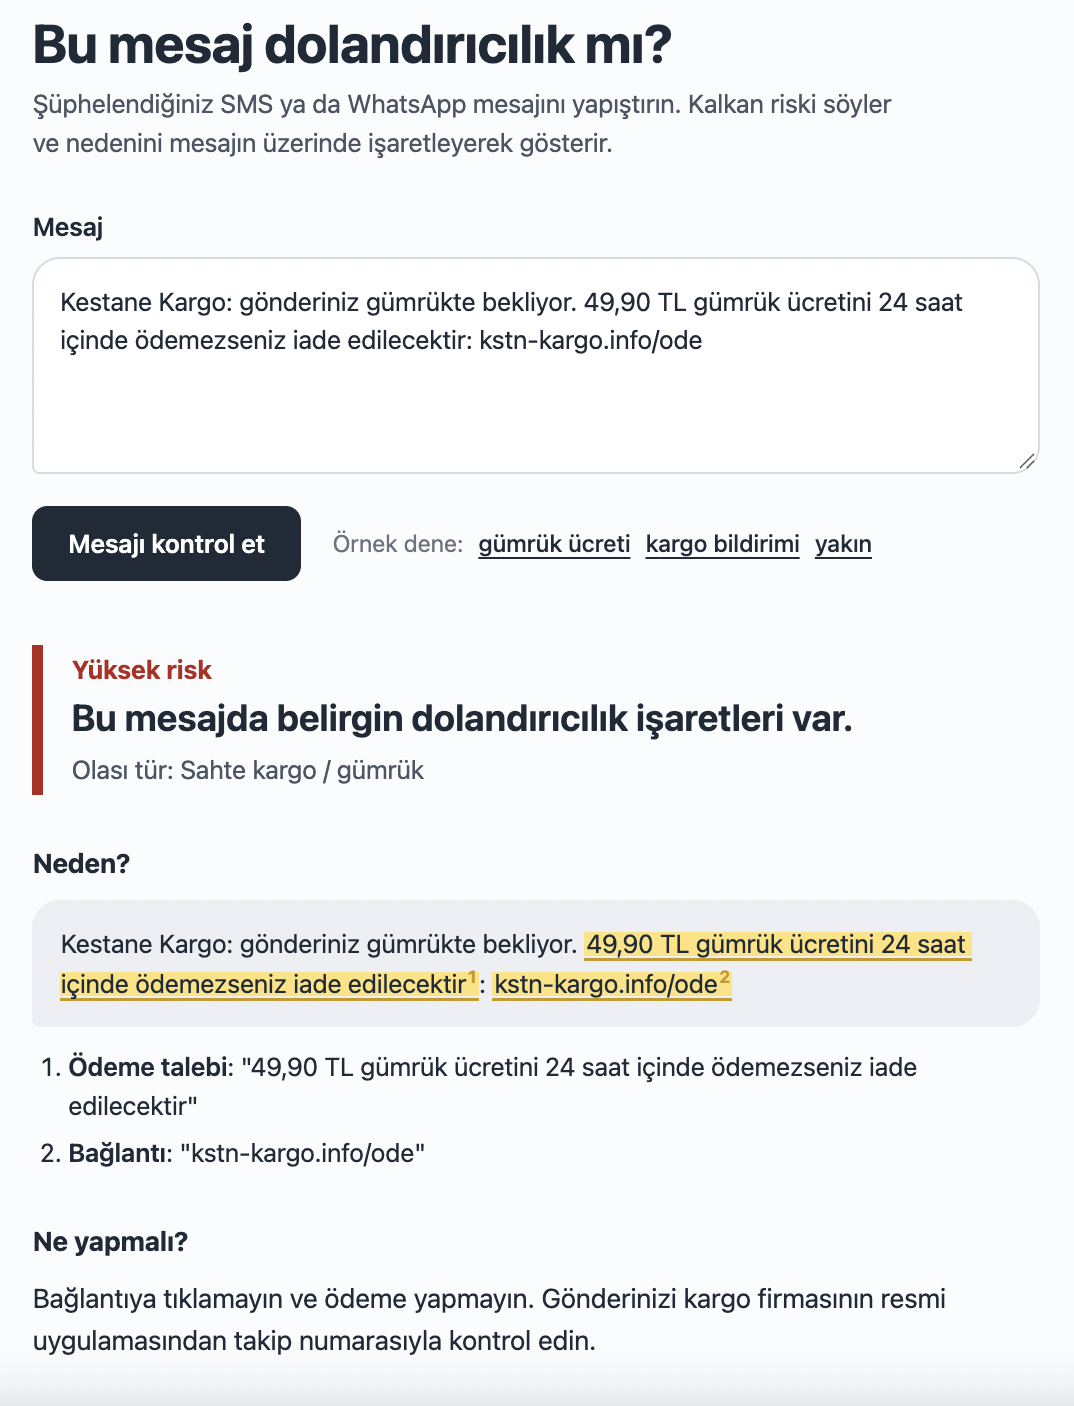 Bu mesaj dolandırıcılık mı?
Şüphelendiğiniz SMS ya da WhatsApp mesajını yapıştırın. Kalkan riski söyler
ve nedenini mesajın üzerinde işaretleyerek gösterir.
Mesaj
Kestane Kargo: gönderiniz gümrükte bekliyor. 49,90 TL gümrük ücretini 24 saat
içinde ödemezseniz iade edilecektir: kstn-kargo.info/ode
Mesajı kontrol et Örnek dene: gümrük ücreti kargo bildirimi yakın
Yüksek risk
Bu mesajda belirgin dolandırıcılık işaretleri var.
Olası tür: Sahte kargo / gümrük
Neden?
Kestane Kargo: gönderiniz gümrükte bekliyor. 49,90 TL gümrük ücretini 24 saat
içinde ödemezseniz iade edilecektir1: kstn-kargo.info/ode2
1. Ödeme talebi: "49,90 TL gümrük ücretini 24 saat içinde ödemezseniz iade
edilecektir"
2. Bağlantı: "kstn-kargo.info/ode"
Ne yapmalı?
Bağlantıya tıklamayın ve ödeme yapmayın. Gönderinizi kargo firmasının resmi
uygulamasından takip numarasıyla kontrol edin.